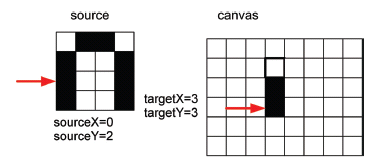 source
canvas
sourceX=0
sourceY=2
targetX=3
targetY=3